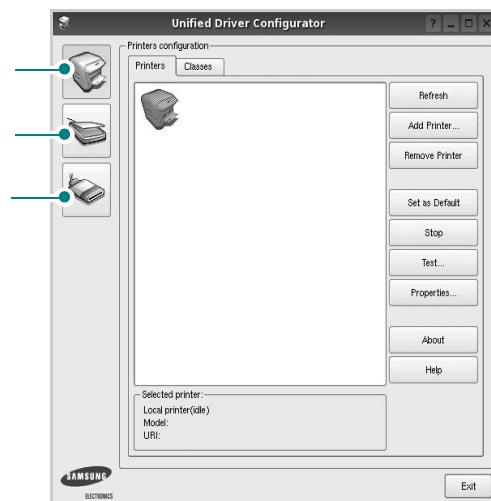 Unified Driver Configurator
Printers configuration
Printers
Classes
Refresh
Add Printer...
Remove Printer
Set as Default
Stop
Test...
Properties...
About
Help
Selected printer:
Local printer(idle)
Model:
URI:
SAMSUNG
ELECTRONICS
Exit